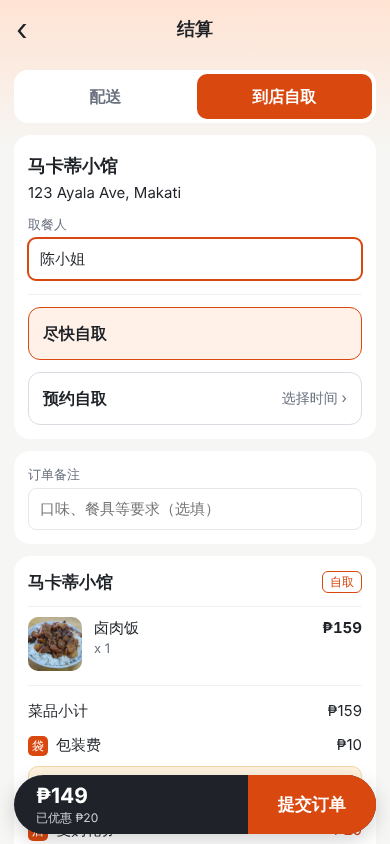 结算
配送
到店自取
马卡蒂小馆
123 Ayala Ave, Makati
取餐人
陈小姐
尽快自取
预约自取
选择时间 ›
订单备注
口味、餐具等要求（选填）
马卡蒂小馆
自取
卤肉饭
₱159
x 1
菜品小计
₱159
袋 包装费
₱10
₱149
已优惠 ₱20
提交订单